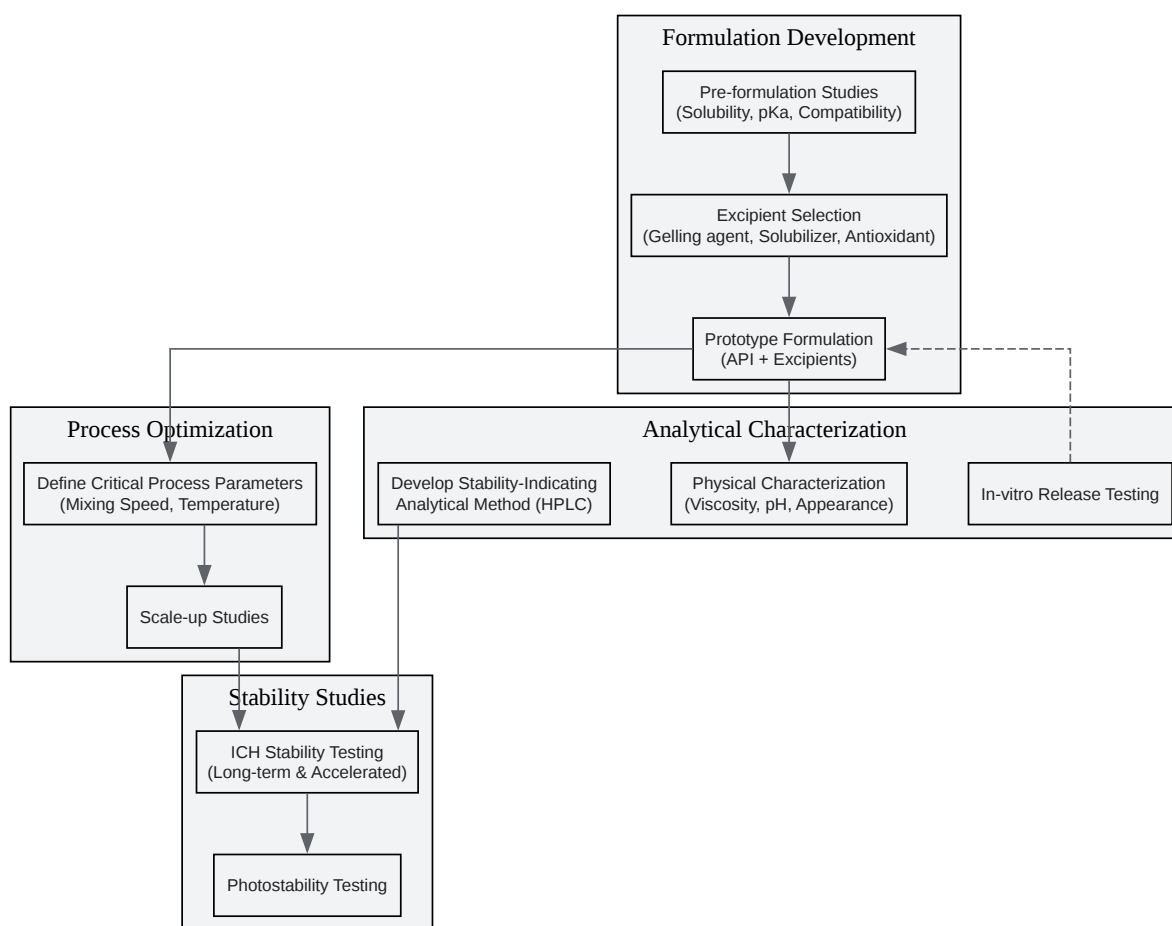 Formulation Development
Pre-formulation Studies
(Solubility, pKa, Compatibility)
Excipient Selection
(Gelling agent, Solubilizer, Antioxidant)
Prototype Formulation
(API + Excipients)
Process Optimization
Define Critical Process Parameters
(Mixing Speed, Temperature)
Scale-up Studies
Analytical Characterization
Develop Stability-Indicating
Analytical Method (HPLC)
Physical Characterization
(Viscosity, pH, Appearance)
In-vitro Release Testing
Stability Studies
ICH Stability Testing
(Long-term & Accelerated)
Photostability Testing